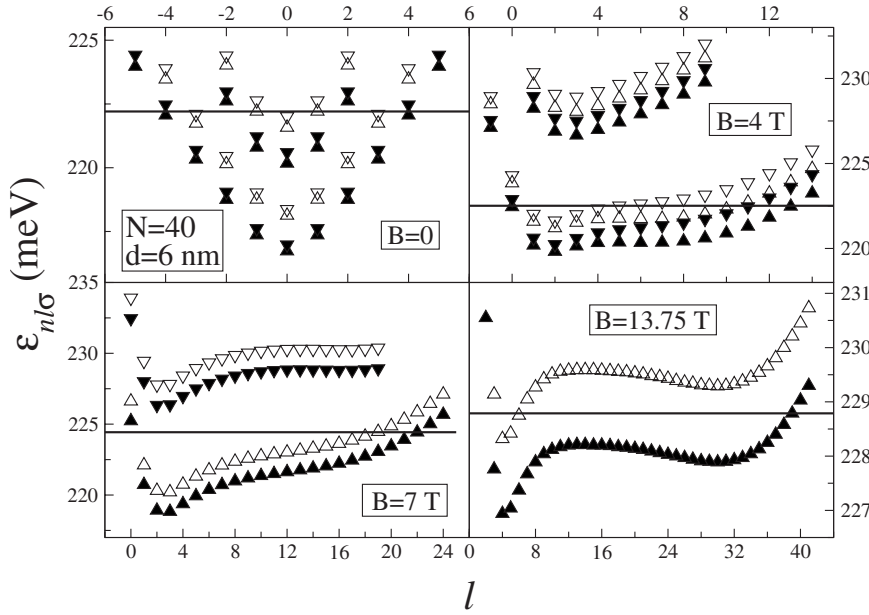 -6 -4 -2 0 2 4 6
0 4 8 12
225
220
ε_{nlσ} (meV)
N=40
d=6 nm
B=0
B=4 T
230
225
220
235
230
225
220
B=7 T
B=13.75 T
231
230
229
228
227
0 4 8 12 16 20 24
0 8 16 24 32 40
l